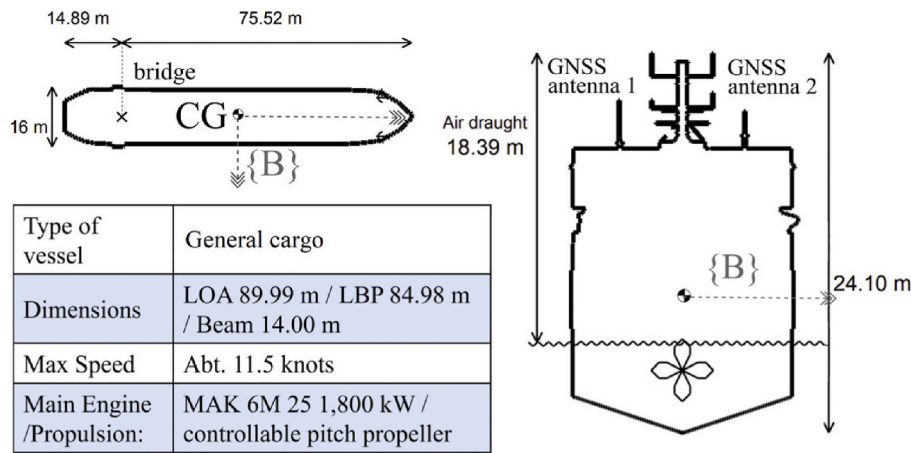 14.89 m
75.52 m
bridge
16 m
CG
{B}
GNSS
antenna 1
GNSS
antenna 2
Air draught
18.39 m
{B}
24.10 m
Type of
vessel
General cargo
Dimensions
LOA 89.99 m / LBP 84.98 m
/ Beam 14.00 m
Max Speed
Abt. 11.5 knots
Main Engine
/Propulsion:
MAK 6M 25 1,800 kW /
controllable pitch propeller